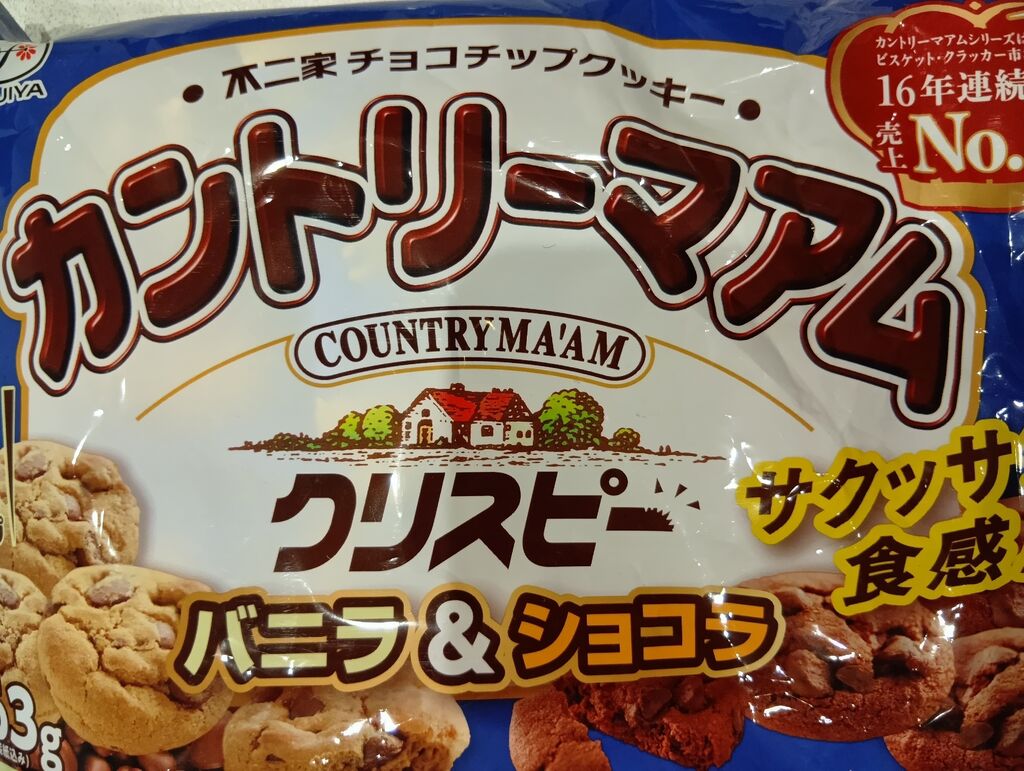 不二家 チョコチップクッキー
カントリーマアムシリーズは
ビスケット・クラッカー市
16年連続
売上 No.
カントリーマアム
COUNTRY MA'AM
クリスピー
サクッサ
食感
バニラ & ショコラ
3g